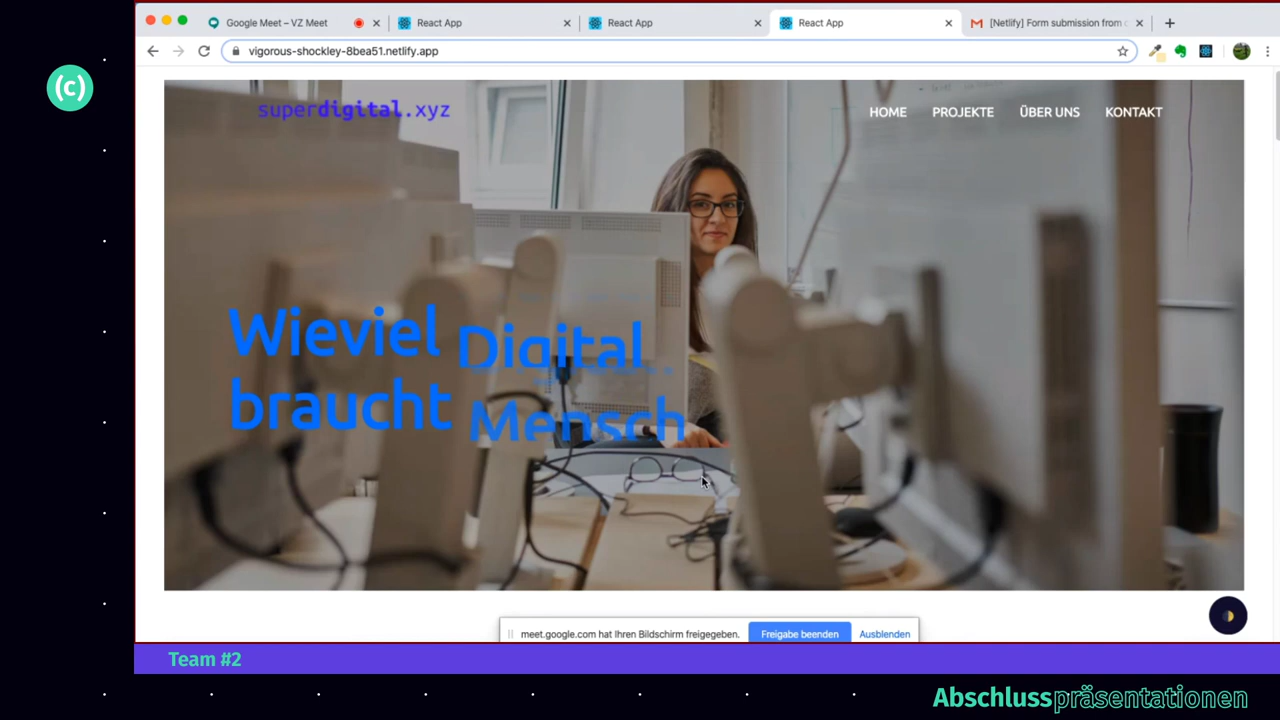 Google Meet – VZ Meet
React App
React App
React App
[Netlify] Form submission from
vigorous-shockley-8bea51.netlify.app
(c)
superdigital.xyz
HOME
PROJEKTE
ÜBER UNS
KONTAKT
Wieviel Digital
braucht Mensch
meet.google.com hat Ihren Bildschirm freigegeben.
Freigabe beenden
Ausblenden
Team #2
Abschlusspräsentationen